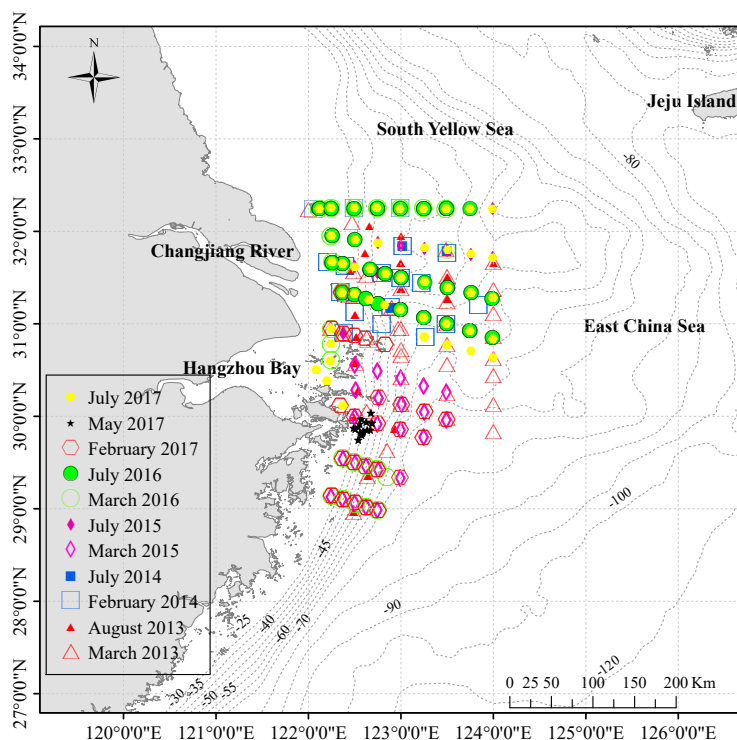 34°0'0"N
N
Jeju Island
South Yellow Sea
33°0'0"N
-80
32°0'0"N
Changjiang River
31°0'0"N
East China Sea
Hangzhou Bay
July 2017
May 2017
February 2017
July 2016
March 2016
July 2015
March 2015
July 2014
February 2014
August 2013
March 2013
30°0'0"N
29°0'0"N
-100
-45
28°0'0"N
-25
-40
-60
-70
-90
-120
27°0'0"N
-30
-35
-50
-55
0 25 50 100 150 200 Km
120°0'0"E 121°0'0"E 122°0'0"E 123°0'0"E 124°0'0"E 125°0'0"E 126°0'0"E